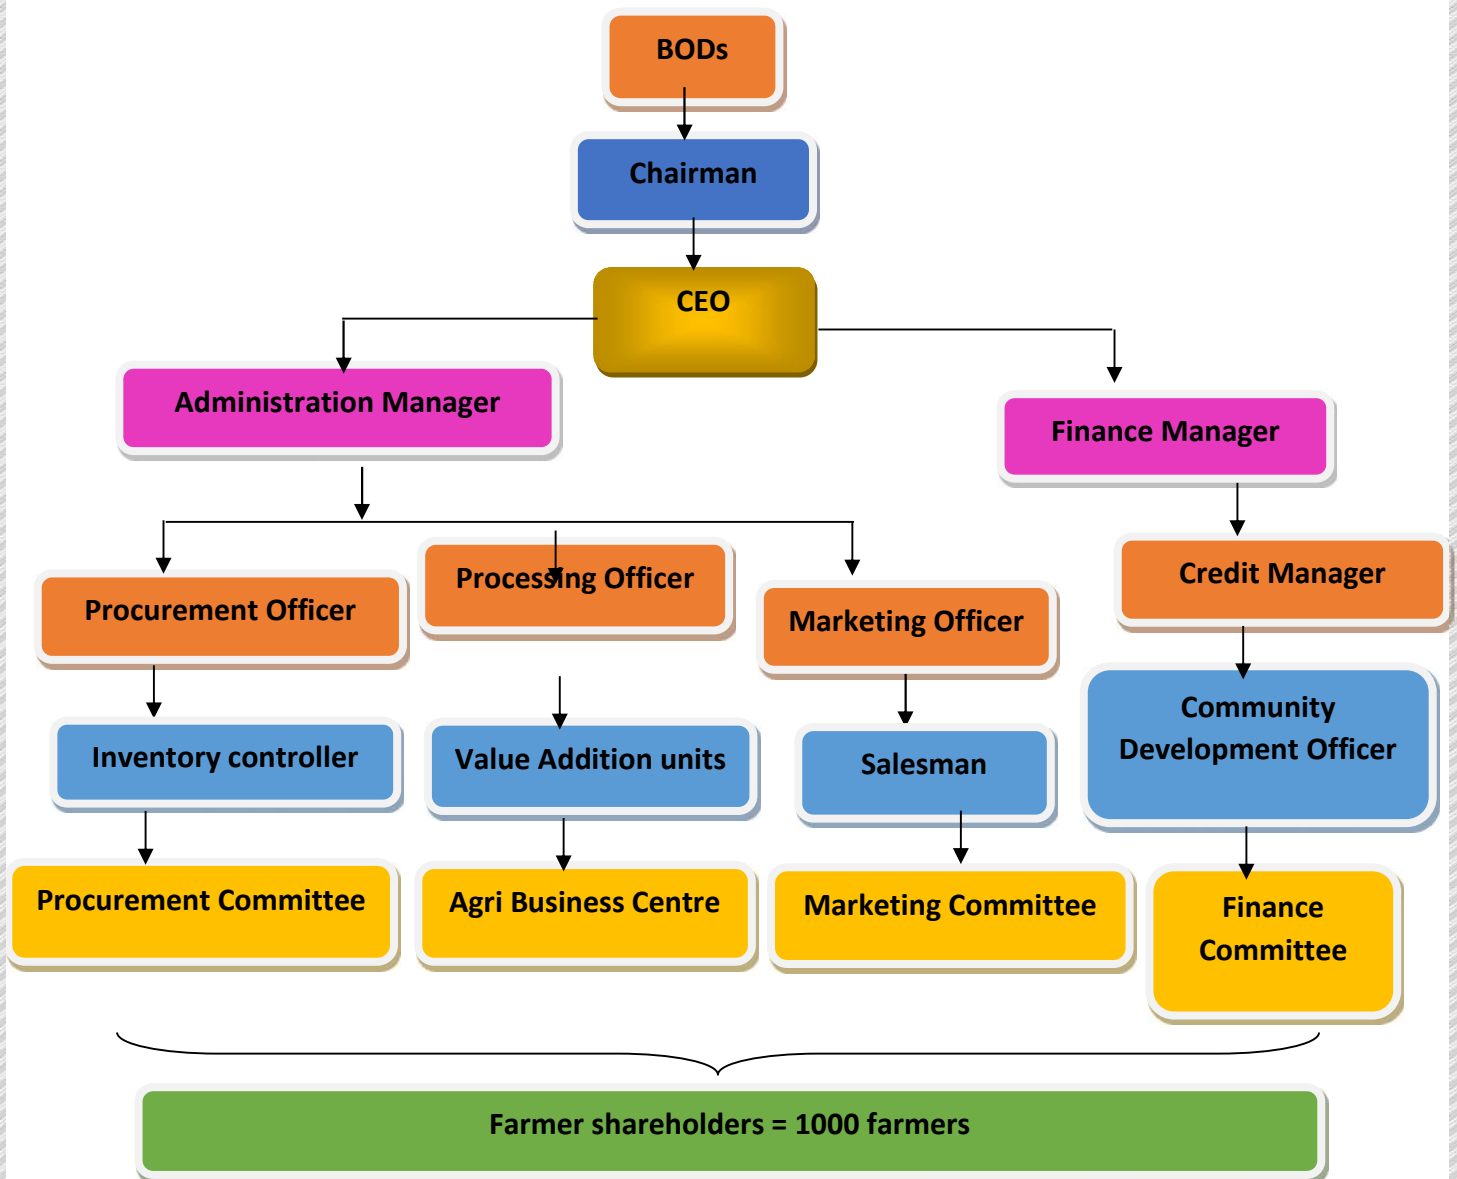 BODs
Chairman
CEO
Administration Manager
Finance Manager
Procurement Officer
Processing Officer
Marketing Officer
Credit Manager
Inventory controller
Value Addition units
Salesman
Community
Development Officer
Procurement Committee
Agri Business Centre
Marketing Committee
Finance
Committee
Farmer shareholders = 1000 farmers